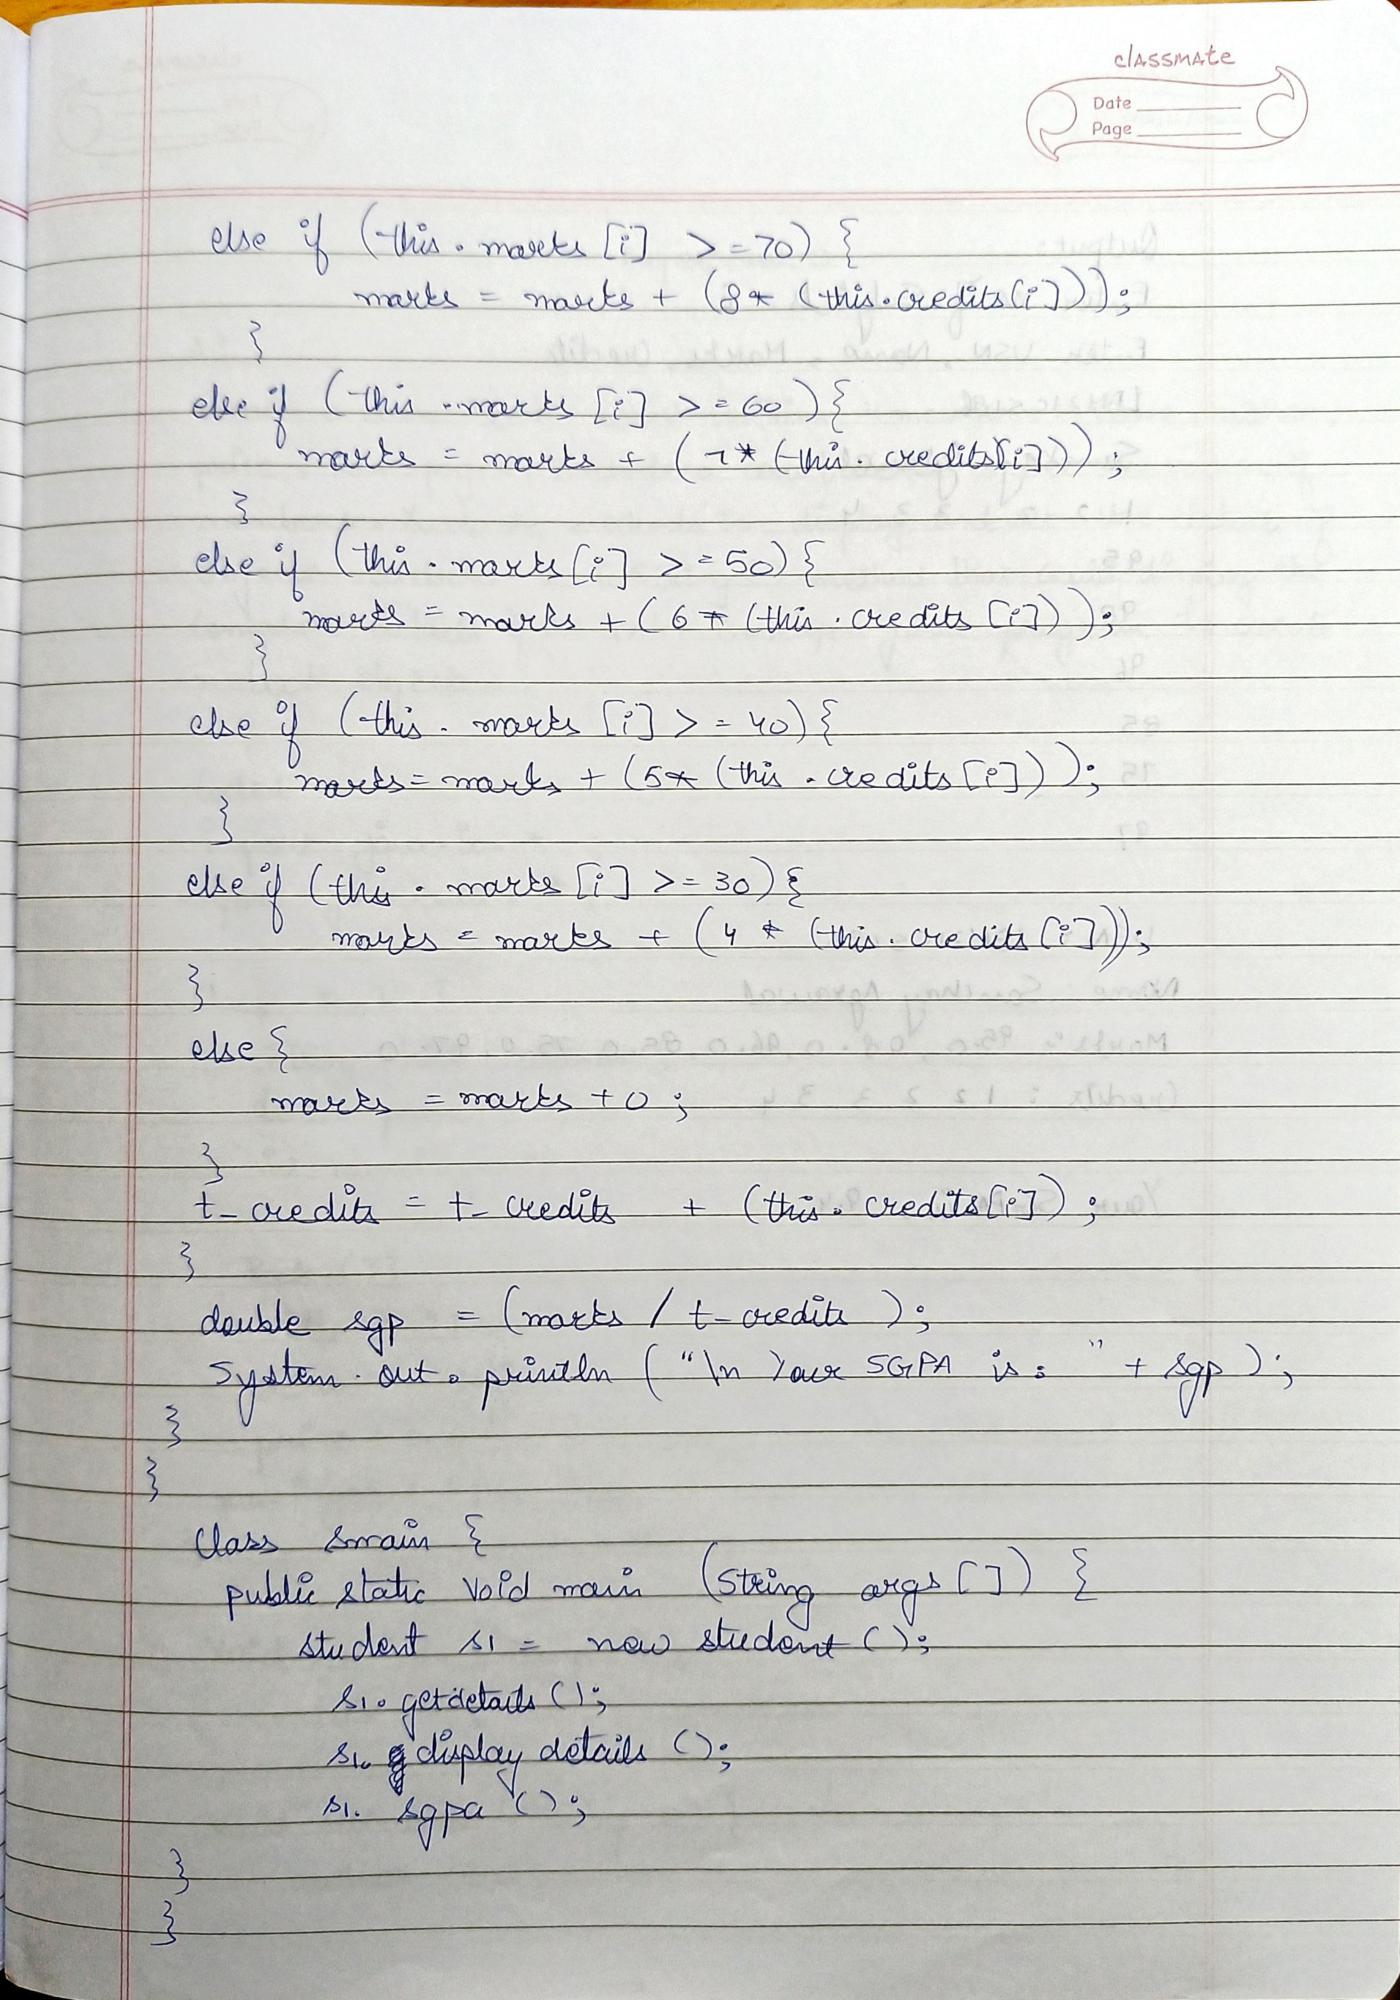 classmate
Date
Page
else if (this. marks [i] >=70) {
marks = marks + (8* (this.credits[i]));
}
else if (this .marks [i] >=60){
marks = marks + (7* (this. credits[i]));
}
else if (this. marks[i] >=50){
marks = marks +(6 * (this. credits [i]));
}
else if (this. marks [i] >=40){
marks= marks + (5* (this .credits [i]));
}
else if (this . marks [i] >=30){
marks = marks + (4 * (this. credits [i]));
}
else {
marks = marks +0 ;
}
t_credits = t_ credits + (this. credits[i]) ;
}
double sgp = (marks / t_credits );
System. out. println ("\n Your SGPA is: " + sgp );
}
}
class smain {
public static void main (String args []) {
student s1 = new student ();
s1. getdetails ();
s1. display details ();
s1. sgpa ();
}
}